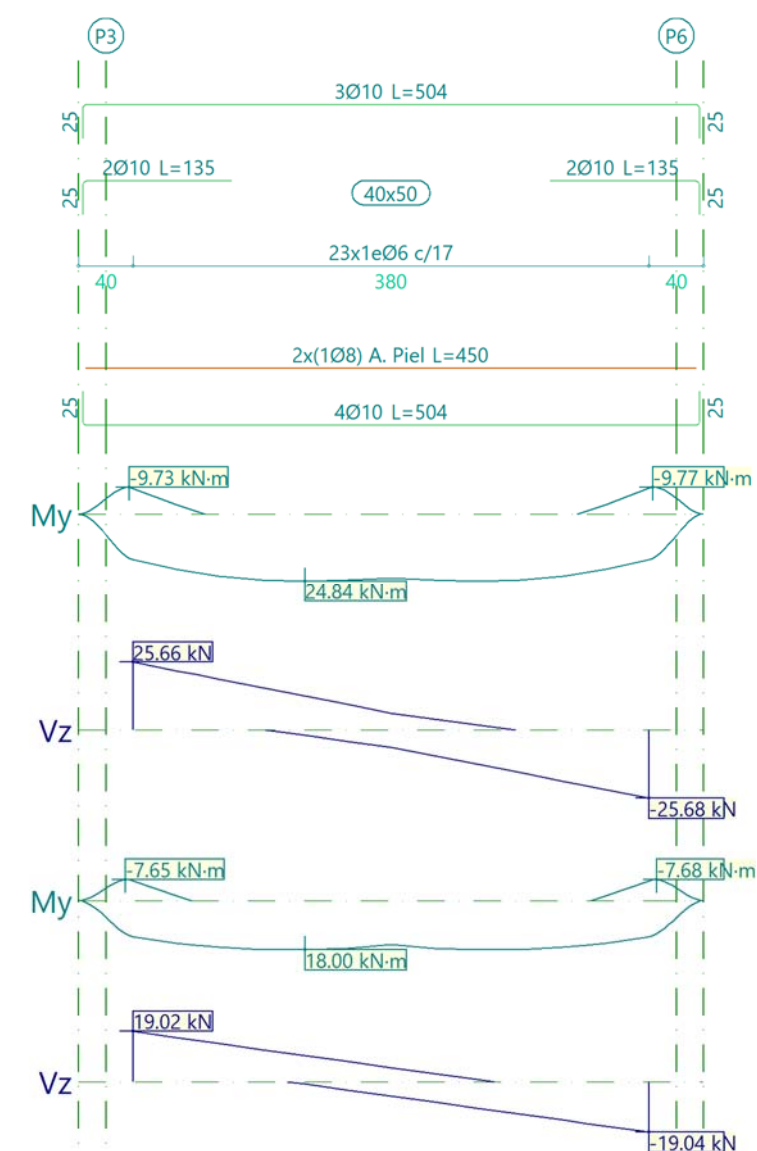 P3 P6
3Ø10 L=504
25 25
2Ø10 L=135 2Ø10 L=135
25 40x50 25
23x1eØ6 c/17
40 380 40
2x(1Ø8) A. Piel L=450
25 4Ø10 L=504 25
-9.73 kN·m -9.77 kN·m
My
24.84 kN·m
25.66 kN
Vz
-25.68 kN
-7.65 kN·m -7.68 kN·m
My
18.00 kN·m
19.02 kN
Vz
-19.04 kN